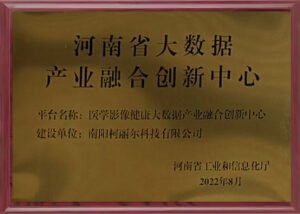 河南省大数据
产业融合创新中心
平台名称：医学影像健康大数据产业融合创新中心
建设单位：南阳柯丽尔科技有限公司
河南省工业和信息化厅
2022年8月